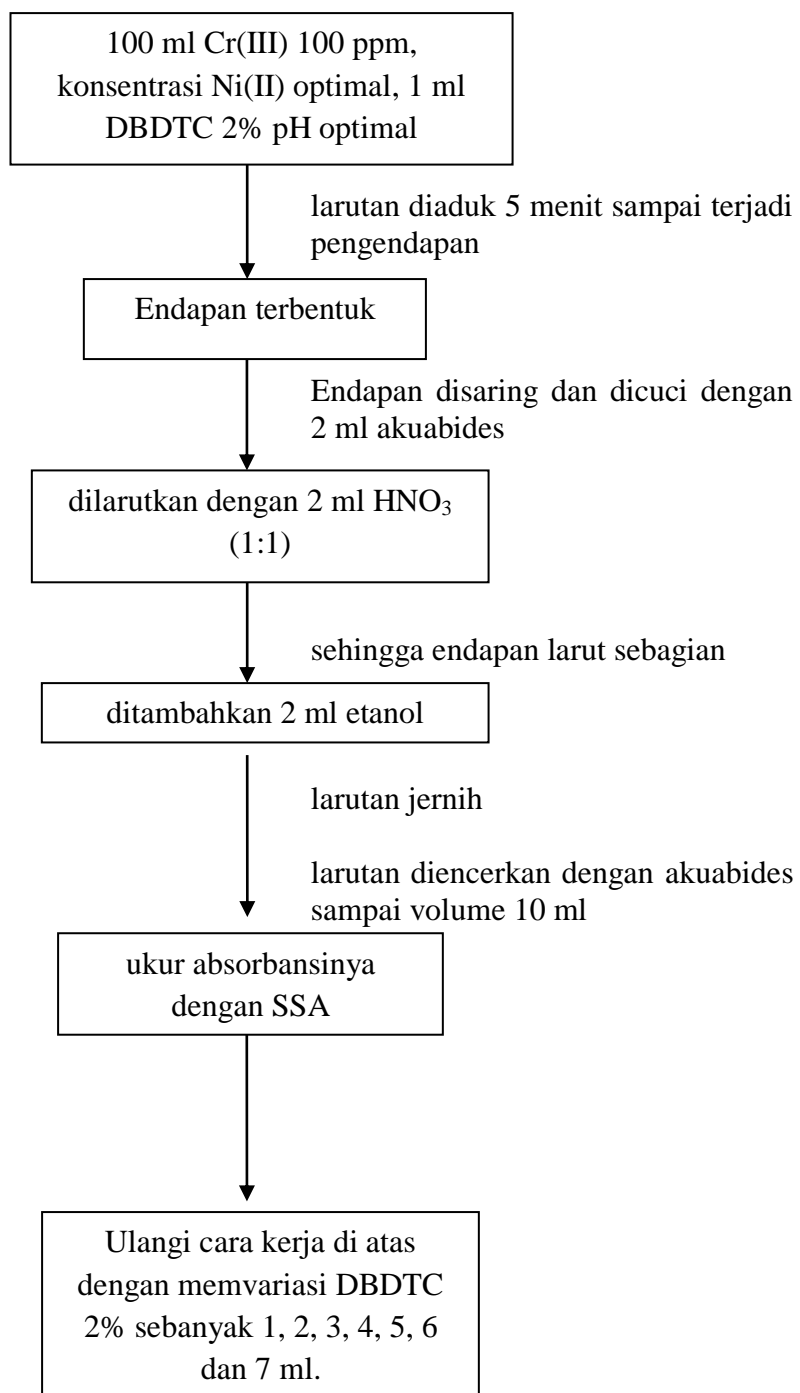 100 ml Cr(III) 100 ppm,
konsentrasi Ni(II) optimal, 1 ml
DBDTC 2% pH optimal
larutan diaduk 5 menit sampai terjadi
pengendapan
Endapan terbentuk
Endapan disaring dan dicuci dengan
2 ml akuabides
dilarutkan dengan 2 ml HNO₃
(1:1)
sehingga endapan larut sebagian
ditambahkan 2 ml etanol
larutan jernih
larutan diencerkan dengan akuabides
sampai volume 10 ml
ukur absorbansinya
dengan SSA
Ulangi cara kerja di atas
dengan memvariasi DBDTC
2% sebanyak 1, 2, 3, 4, 5, 6
dan 7 ml.